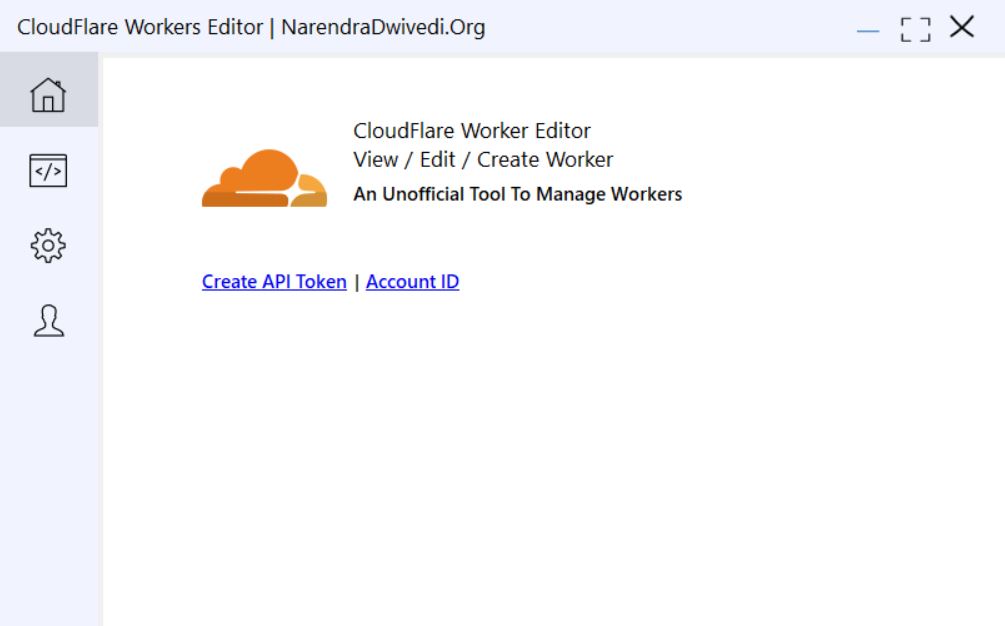 CloudFlare Workers Editor | NarendraDwivedi.Org
CloudFlare Worker Editor
View / Edit / Create Worker
An Unofficial Tool To Manage Workers
Create API Token | Account ID